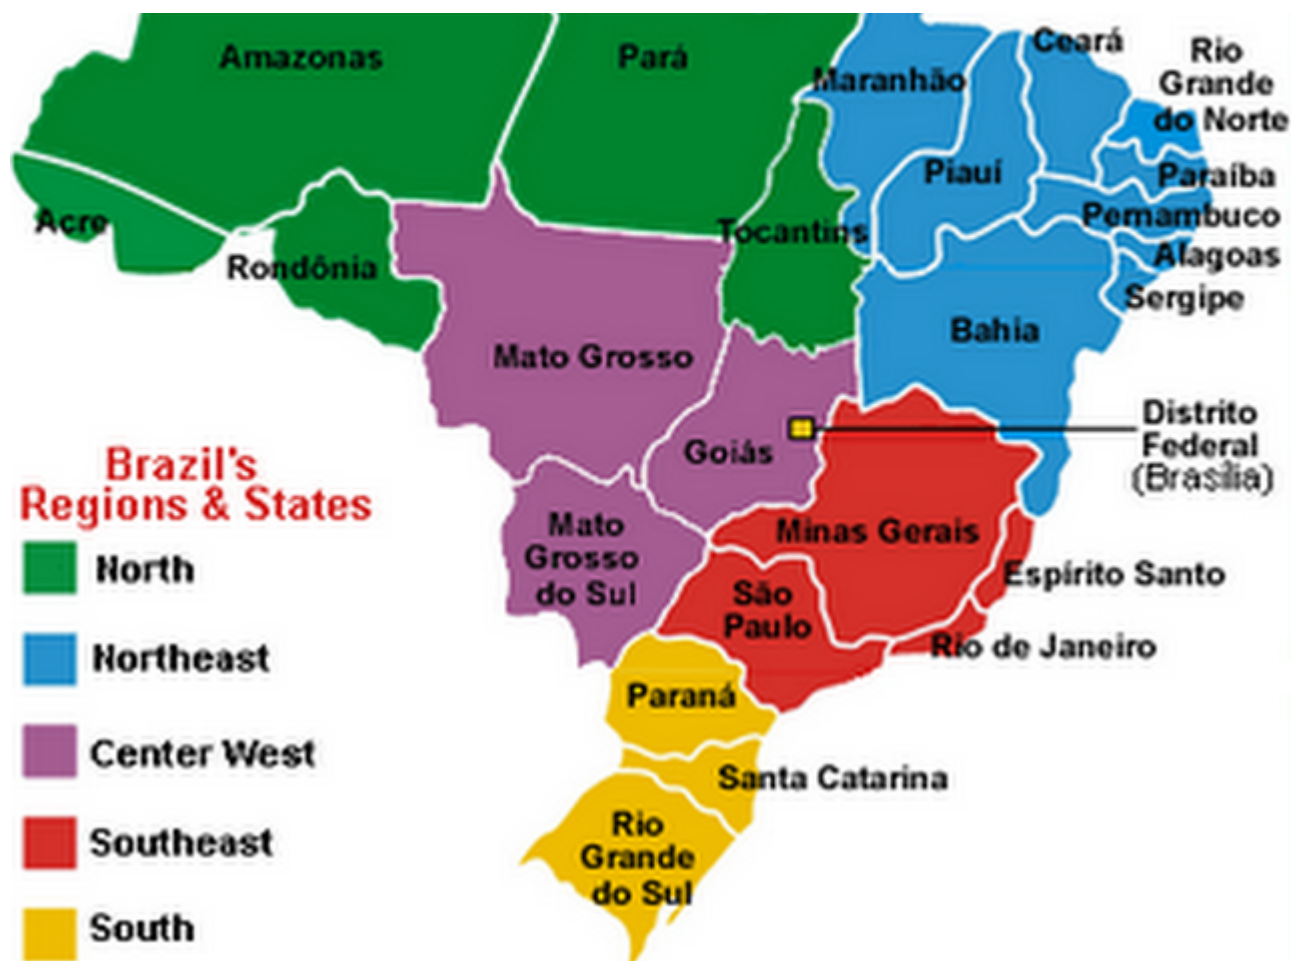 Amazonas
Pará
Maranhão
Ceará
Rio
Grande
do Norte
Piauí
Paraíba
Pernambuco
Alagoas
Sergipe
Acre
Rondônia
Tocantins
Bahia
Mato Grosso
Goiás
Distrito
Federal
(Brasília)
Brazil's
Regions & States
Mato
Grosso
do Sul
Minas Gerais
Espírito Santo
São
Paulo
Rio de Janeiro
Paraná
Santa Catarina
Rio
Grande
do Sul
North
Northeast
Center West
Southeast
South